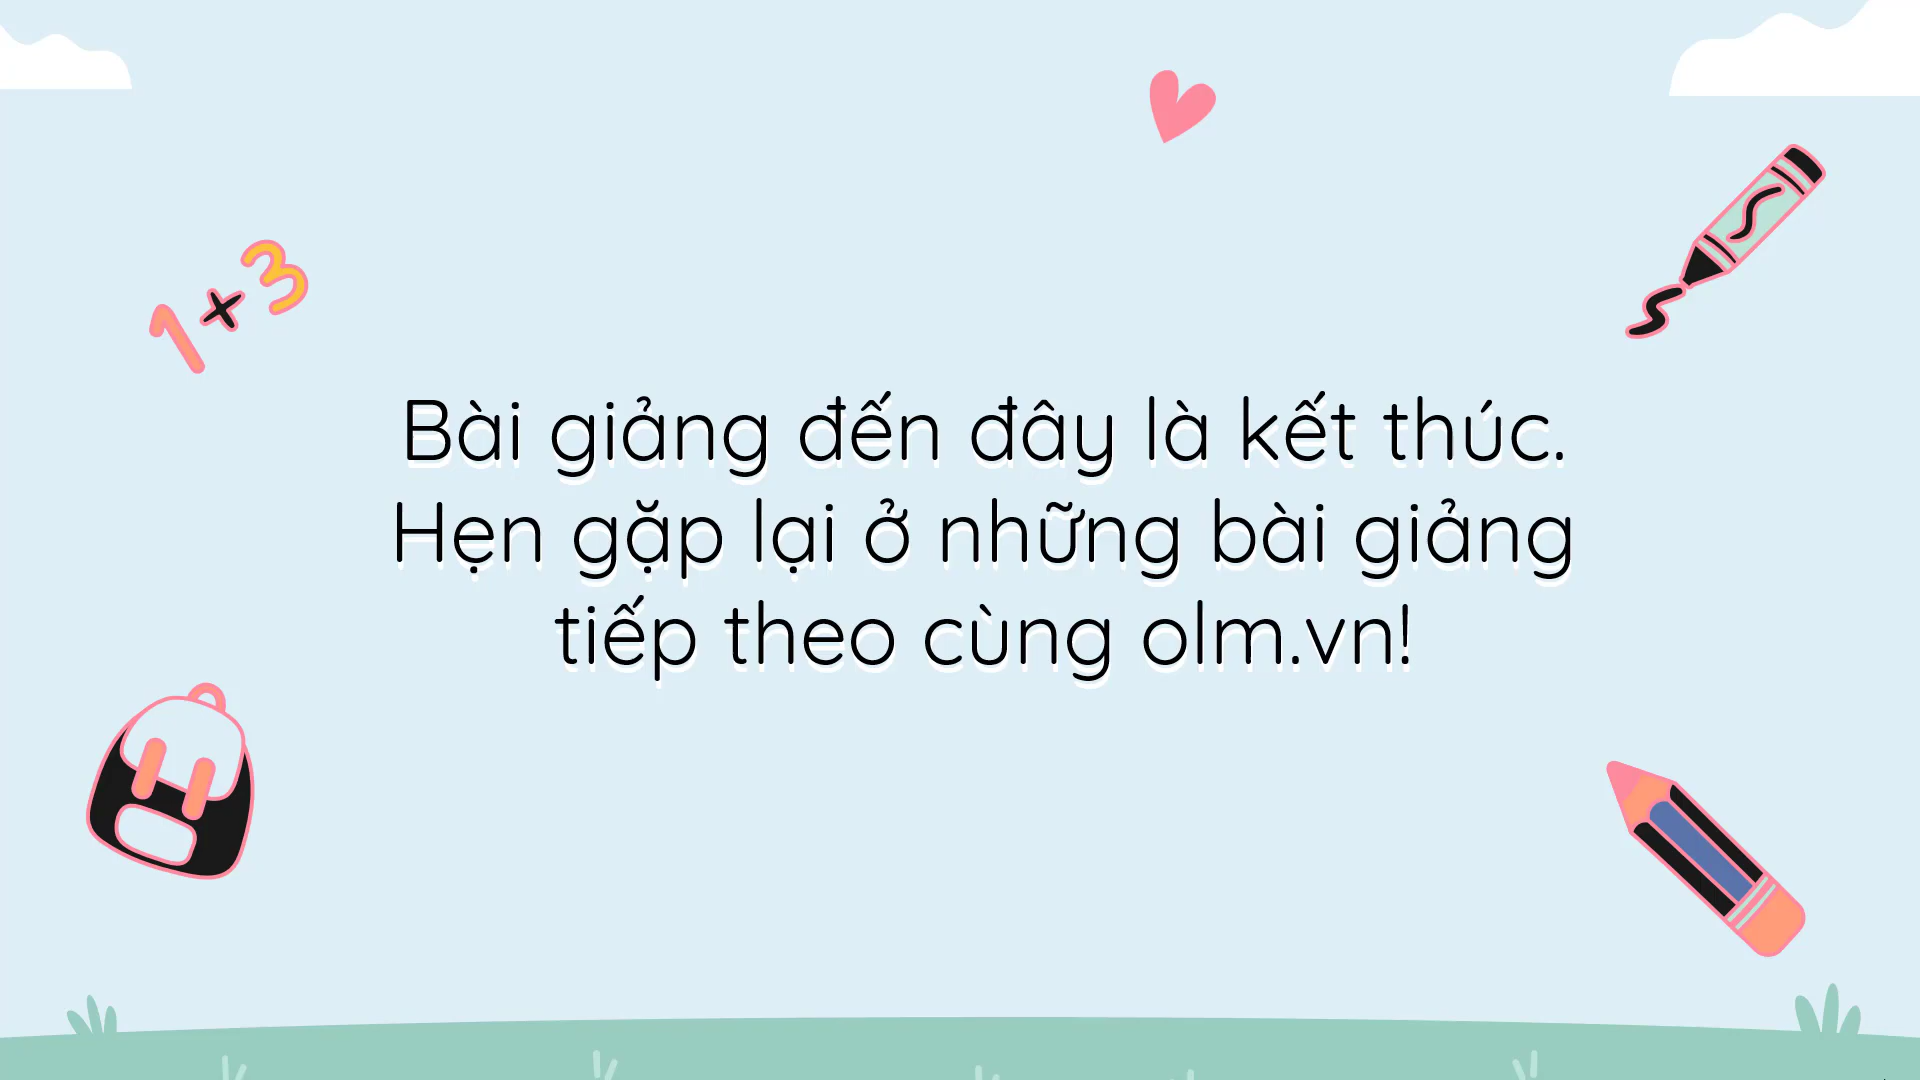 1 × 3
Bài giảng đến đây là kết thúc.
Hẹn gặp lại ở những bài giảng
tiếp theo cùng olm.vn!